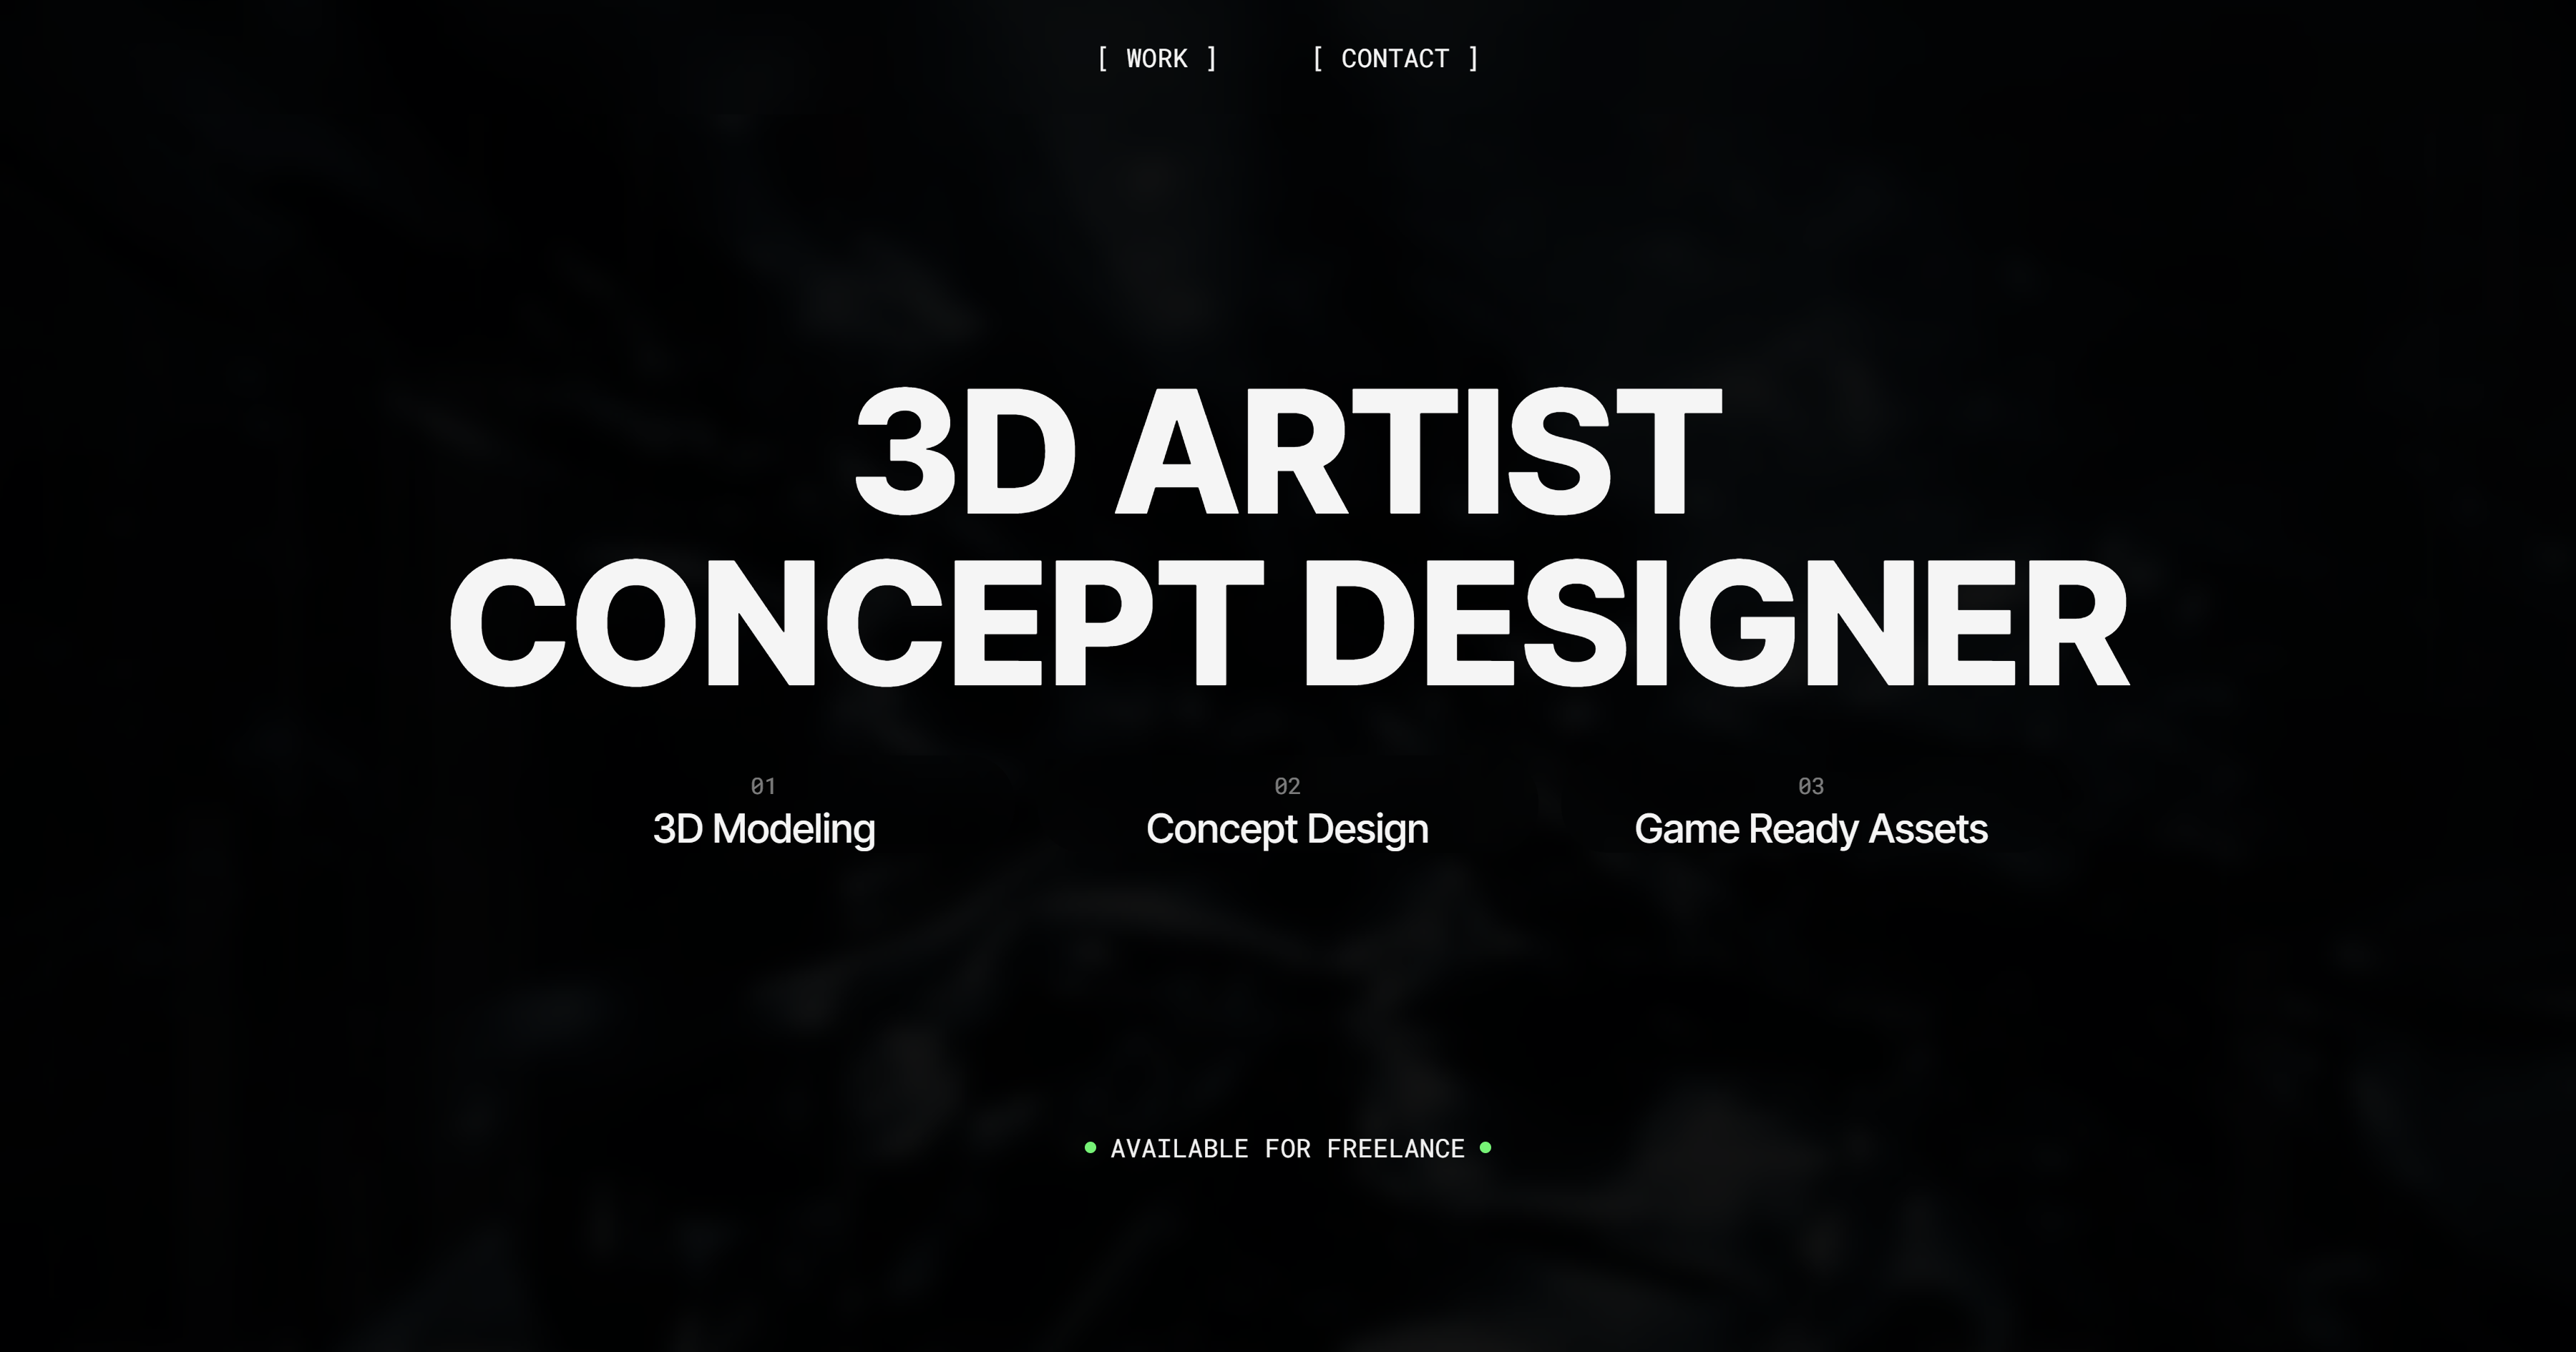 [ WORK ] [ CONTACT ]
3D ARTIST
CONCEPT DESIGNER
01 02 03
3D Modeling Concept Design Game Ready Assets
AVAILABLE FOR FREELANCE